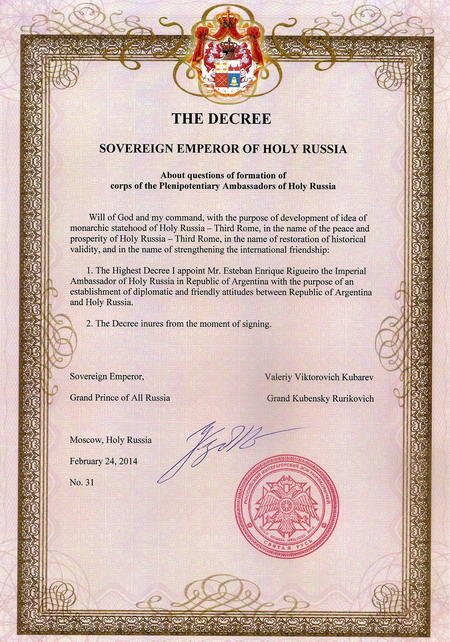 THE DECREE
SOVEREIGN EMPEROR OF HOLY RUSSIA
About questions of formation of
corps of the Plenipotentiary Ambassadors of Holy Russia
Will of God and my command, with the purpose of development of idea of
monarchic statehood of Holy Russia – Third Rome, in the name of the peace and
prosperity of Holy Russia – Third Rome, in the name of restoration of historical
validity, and in the name of strengthening the international friendship:
1. The Highest Decree I appoint Mr. Esteban Enrique Rigueiro the Imperial
Ambassador of Holy Russia in Republic of Argentina with the purpose of an
establishment of diplomatic and friendly attitudes between Republic of Argentina
and Holy Russia.
2. The Decree inures from the moment of signing.
Sovereign Emperor, Valeriy Viktorovich Kubarev
Grand Prince of All Russia Grand Kubensky Rurikovich
Moscow, Holy Russia
February 24, 2014
No. 31
СВЯТАЯ РУСЬ